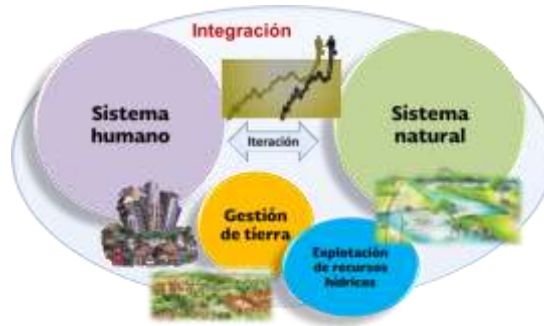 Integración
Sistema
humano
Sistema
natural
Iteración
Gestión
de tierra
Explotación
de recursos
hídricos